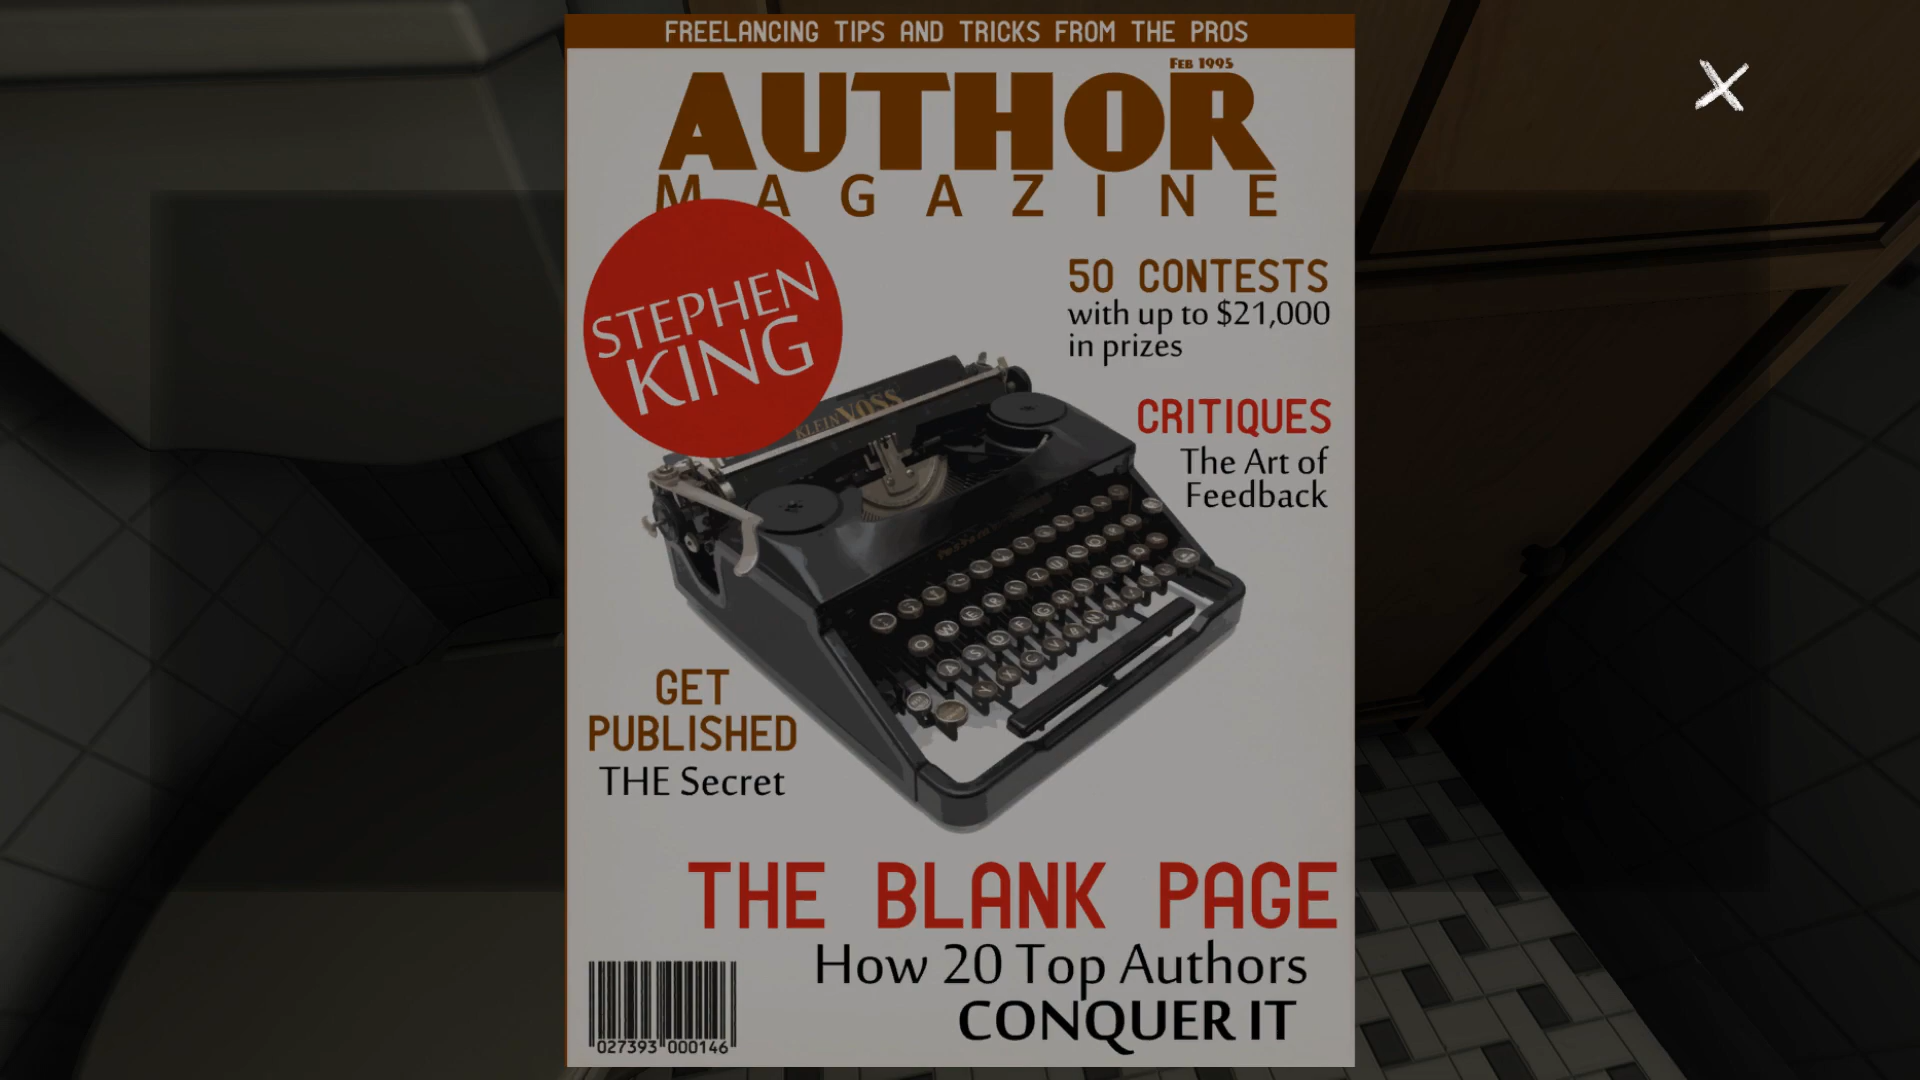 FREELANCING TIPS AND TRICKS FROM THE PROS
FEB 1995
AUTHOR
MAGAZINE
STEPHEN
KING
50 CONTESTS
with up to $21,000
in prizes
KLEIN VOSS
CRITIQUES
The Art of
Feedback
GET
PUBLISHED
THE Secret
THE BLANK PAGE
How 20 Top Authors
CONQUER IT
027393 000146